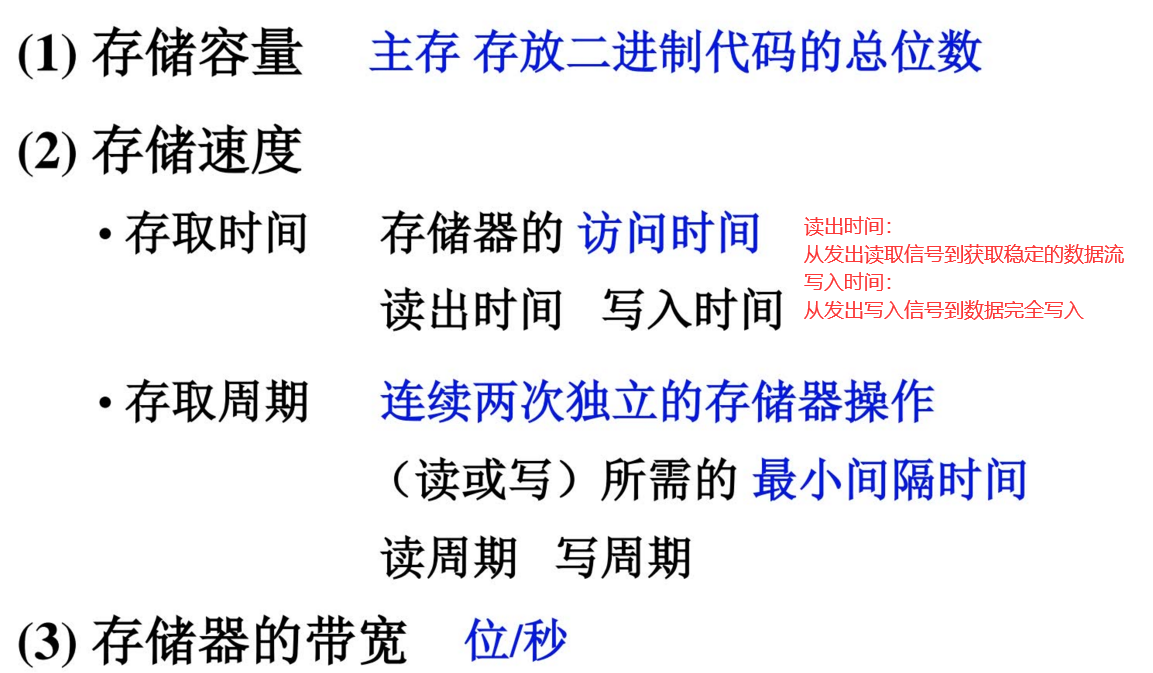 (1) 存储容量 主存 存放二进制代码的总位数
(2) 存储速度
• 存取时间 存储器的 访问时间
读出时间 写入时间
读出时间：
从发出读取信号到获取稳定的数据流
写入时间：
从发出写入信号到数据完全写入
• 存取周期 连续两次独立的存储器操作
（读或写）所需的 最小间隔时间
读周期 写周期
(3) 存储器的带宽 位/秒